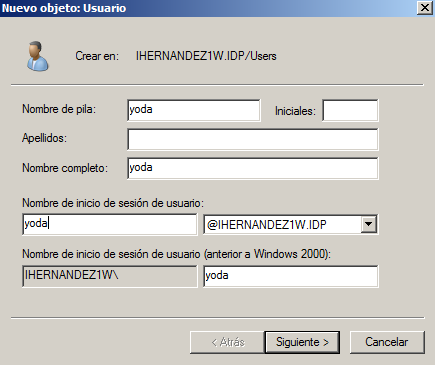 Nuevo objeto: Usuario
Crear en: IHERNANDEZ1W.IDP/Users
Nombre de pila: yoda Iniciales:
Apellidos:
Nombre completo: yoda
Nombre de inicio de sesión de usuario:
yoda @IHERNANDEZ1W.IDP
Nombre de inicio de sesión de usuario (anterior a Windows 2000):
IHERNANDEZ1W\ yoda
< Atrás Siguiente > Cancelar